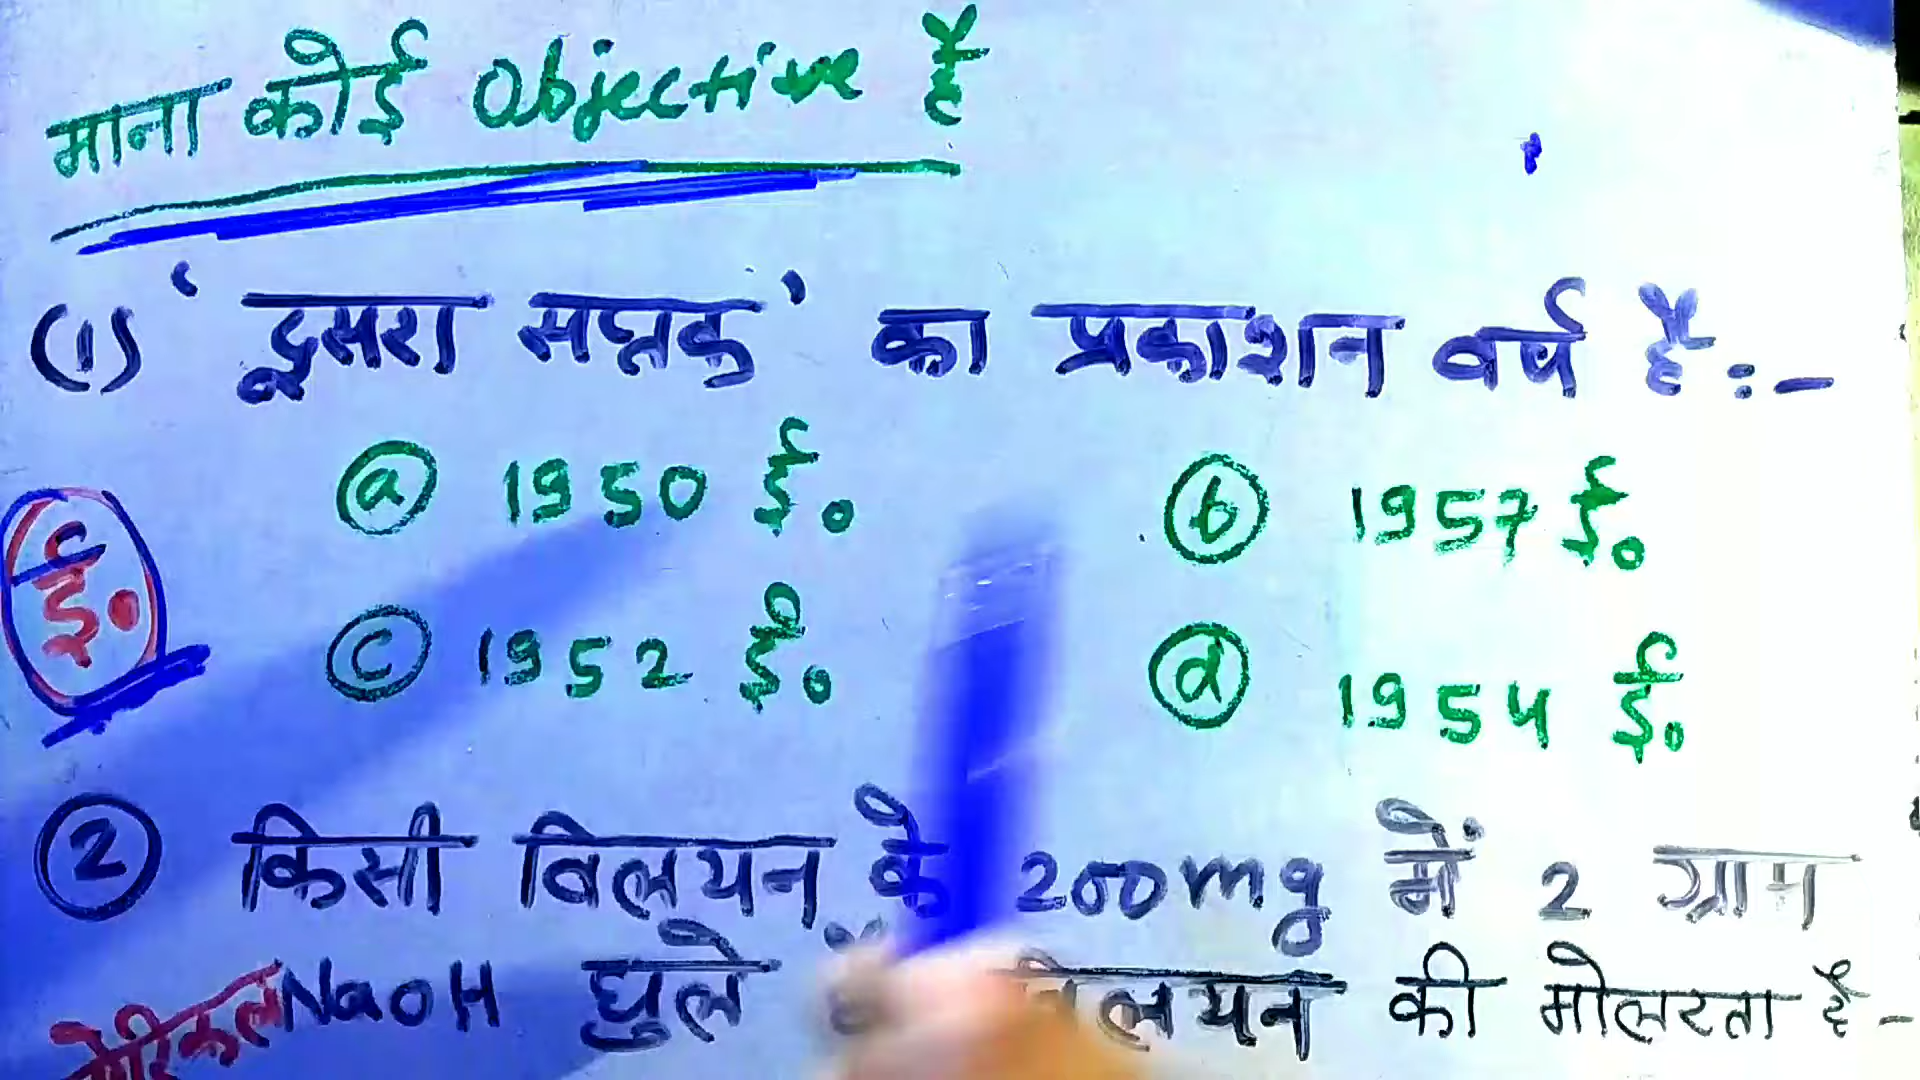 माना कोई Objective है
(1) ' दूसरा सप्तक ' का प्रकाशन वर्ष है :-
(a) 1950 ई० (b) 1957 ई०
ई०
(c) 1952 ई० (d) 1954 ई०
(2) किसी विलयन के 200mg में 2 ग्राम
NaOH घुले विलयन की मोलरता है -